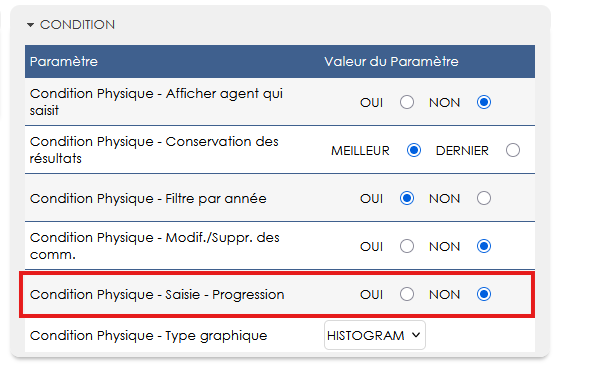 CONDITION
Paramètre Valeur du Paramètre
Condition Physique - Afficher agent qui
saisit
OUI NON
Condition Physique - Conservation des
résultats
MEILLEUR DERNIER
Condition Physique - Filtre par année OUI NON
Condition Physique - Modif./Suppr. des
comm.
OUI NON
Condition Physique - Saisie - Progression OUI NON
Condition Physique - Type graphique HISTOGRAM